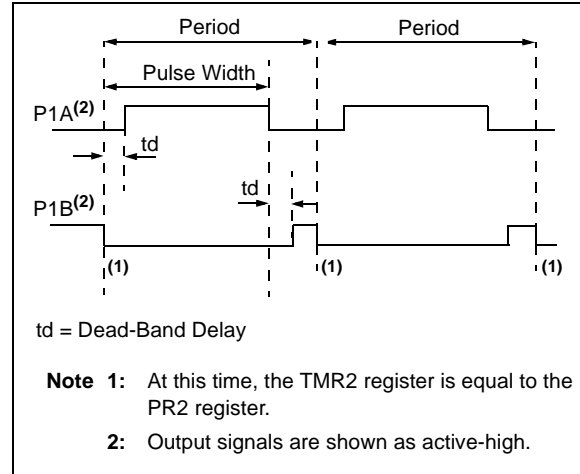 Period Period
Pulse Width
P1A(2)
td
td
P1B(2)
(1) (1) (1)
td = Dead-Band Delay
Note 1: At this time, the TMR2 register is equal to the
PR2 register.
2: Output signals are shown as active-high.